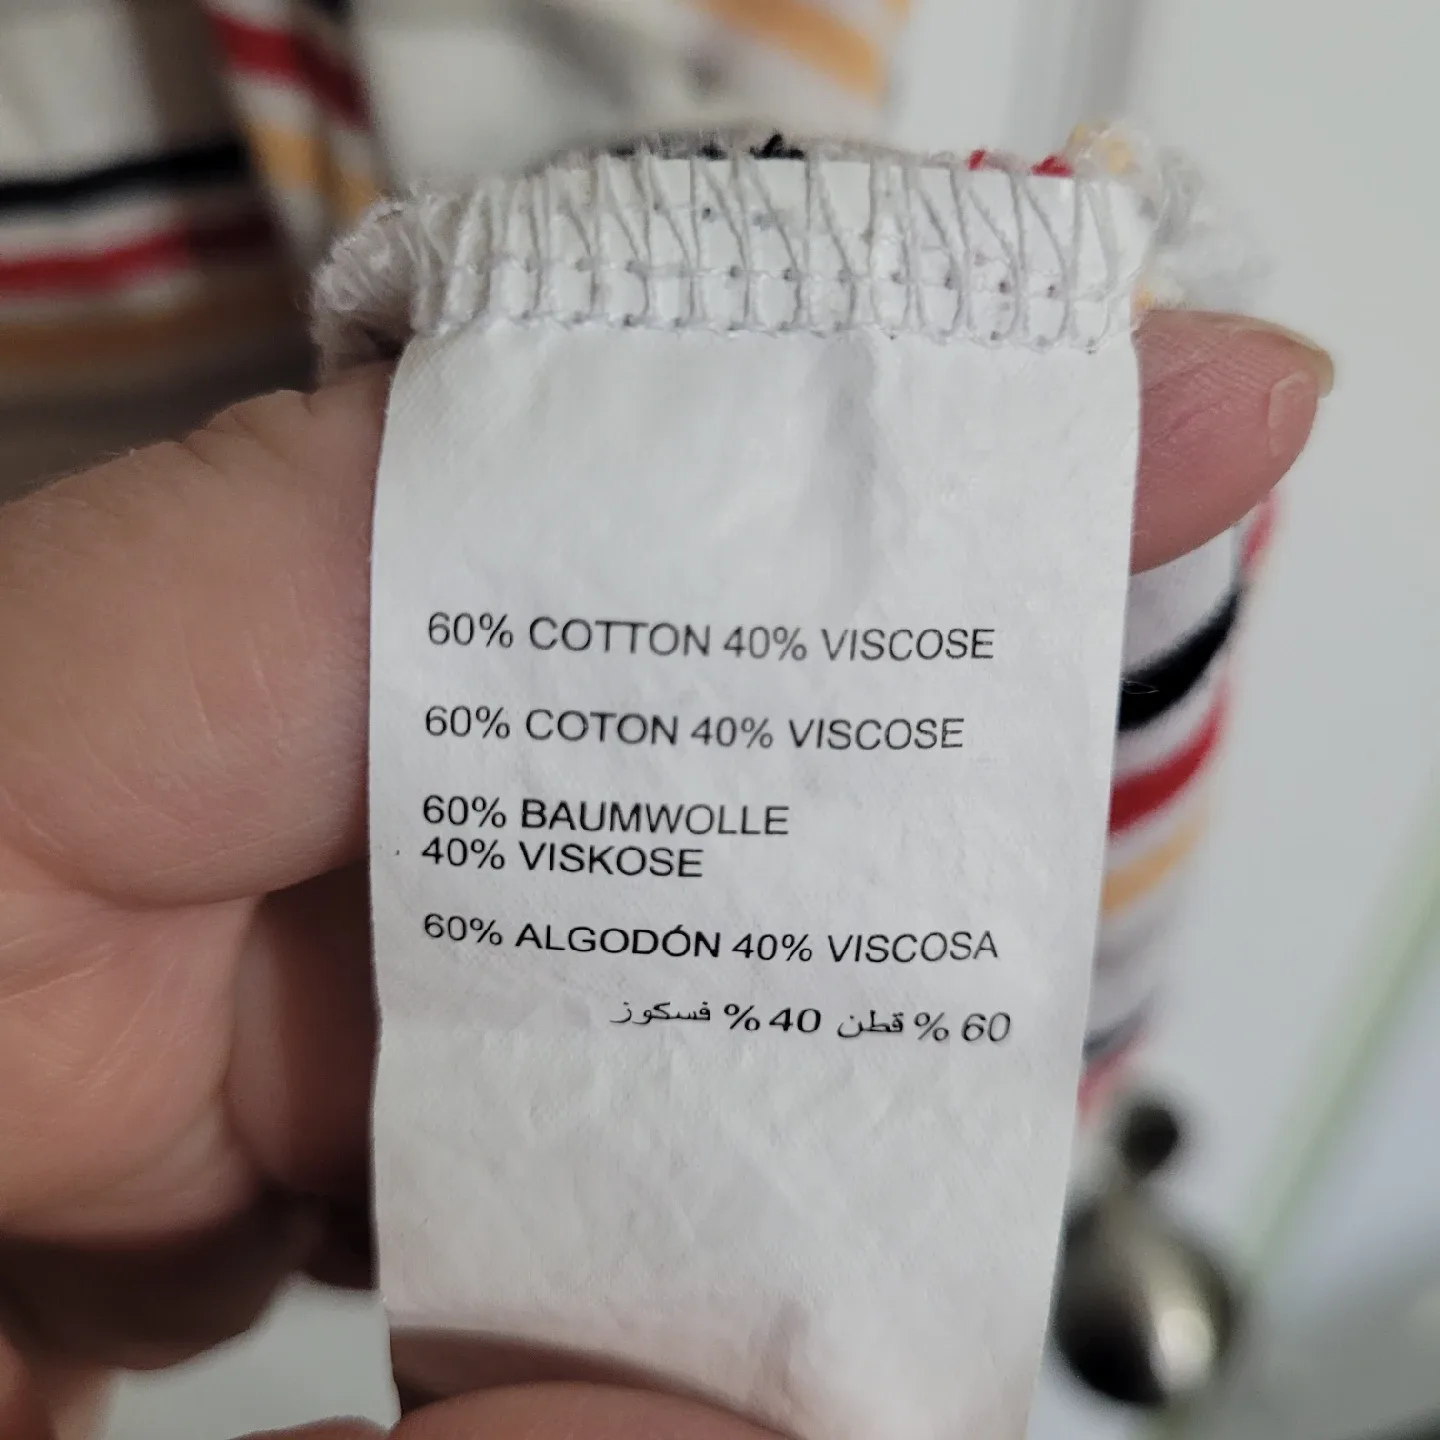 60% COTTON 40% VISCOSE
60% COTON 40% VISCOSE
60% BAUMWOLLE
40% VISKOSE
60% ALGODÓN 40% VISCOSA
60 % قطن 40 % فسكوز